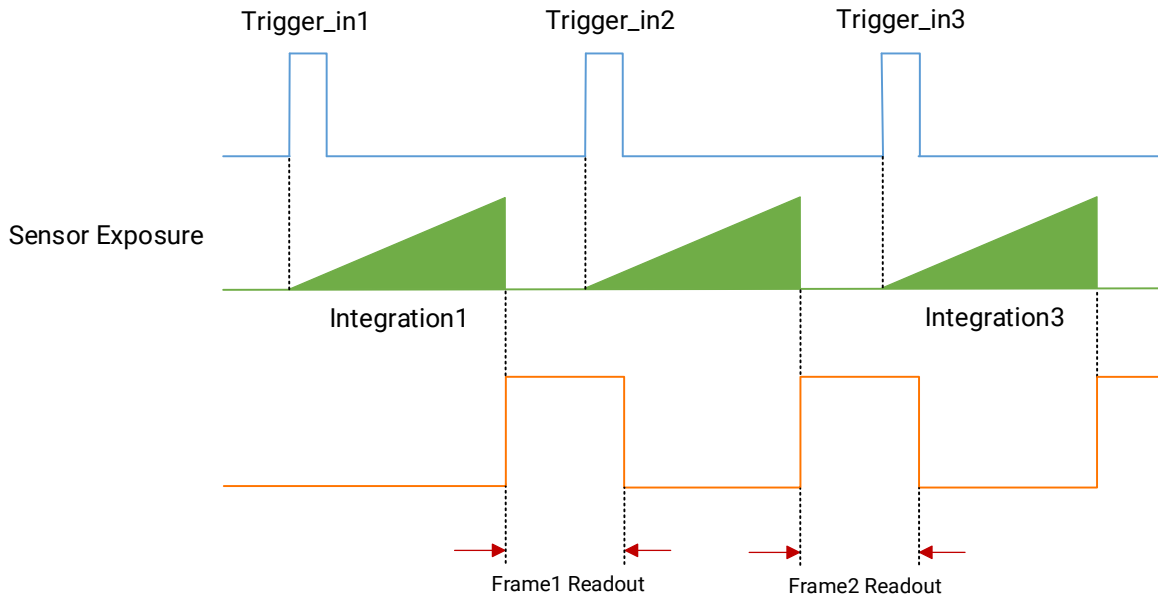 Trigger_in1
Trigger_in2
Trigger_in3
Sensor Exposure
Integration1
Integration3
Frame1 Readout
Frame2 Readout